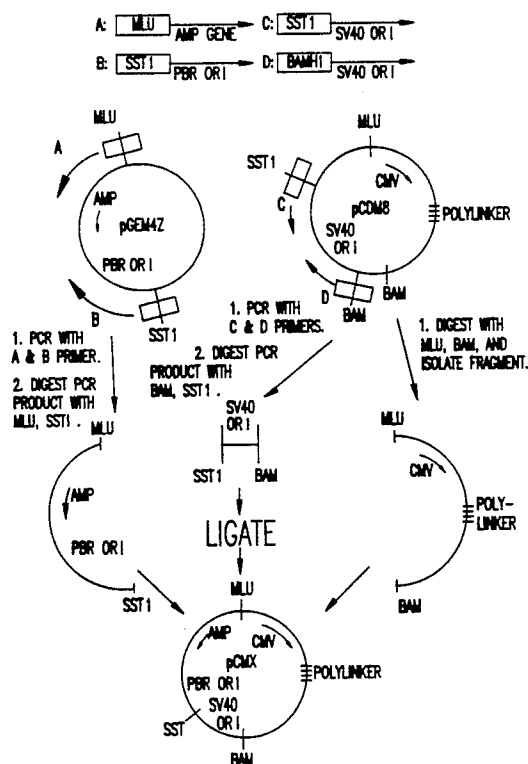 A: MLU AMP GENE C: SST1 SV40 ORI
B: SST1 PBR ORI D: BAMH1 SV40 ORI
MLU
A
AMP
pGEM4Z
PBR ORI
B
SST1
MLU
SST1
C
CMV
pCDM8
SV40
ORI
POLYLINKER
D
BAM
BAM
1. PCR WITH
A & B PRIMER.
2. DIGEST PCR
PRODUCT WITH
MLU, SST1.
1. PCR WITH
C & D PRIMERS.
2. DIGEST PCR
PRODUCT WITH
BAM, SST1.
1. DIGEST WITH
MLU, BAM, AND
ISOLATE FRAGMENT.
MLU
AMP
PBR ORI
SST1
SV40
ORI
SST1 BAM
MLU
CMV
POLY-
LINKER
BAM
LIGATE
MLU
AMP
CMV
pCMX
PBR ORI
POLYLINKER
SV40
ORI
SST
BAM